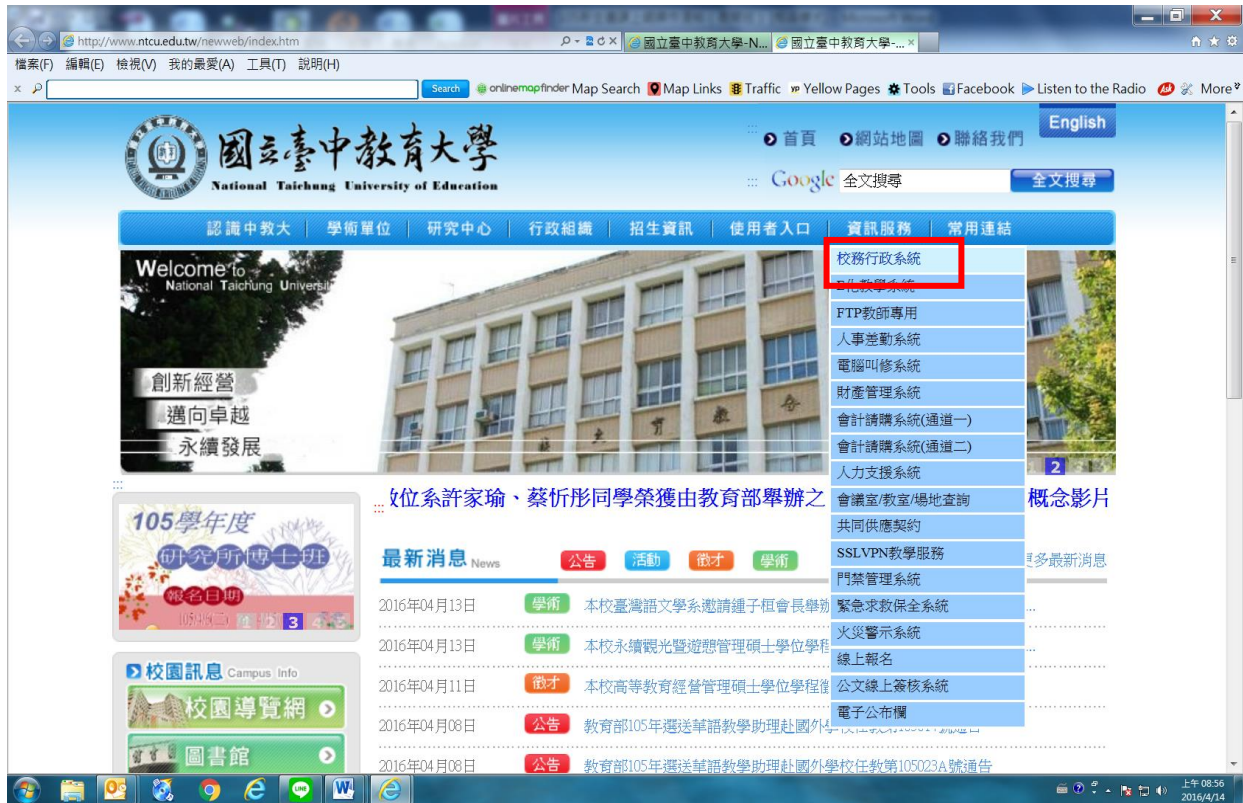 http://www.ntcu.edu.tw/newweb/index.htm
國立臺中教育大學-N...
國立臺中教育大學-...
檔案(F) 編輯(E) 檢視(V) 我的最愛(A) 工具(T) 說明(H)
Search onlinemapfinder Map Search Map Links Traffic Yellow Pages Tools Facebook Listen to the Radio More
English
首頁 網站地圖 聯絡我們
國立臺中教育大學
National Taichung University of Education
Google 全文搜尋 全文搜尋
認識中教大 學術單位 研究中心 行政組織 招生資訊 使用者入口 資訊服務 常用連結
校務行政系統
E化教學系統
FTP教師專用
人事差勤系統
電腦叫修系統
財產管理系統
會計請購系統(通道一)
會計請購系統(通道二)
人力支援系統
會議室/教室/場地查詢
共同供應契約
SSLVPN教學服務
門禁管理系統
緊急求救保全系統
火災警示系統
線上報名
公文線上簽核系統
電子公布欄
Welcome to
National Taichung
創新經營
邁向卓越
永續發展
2
位系許家瑜、蔡忻彤同學榮獲由教育部舉辦之 概念影片
105學年度
研究所博士班
報名日期
1 2 3 4 5
最新消息 News 公告 活動 徵才 學術 更多最新消息
2016年04月13日 學術 本校臺灣語文學系邀請鍾子桓會長舉辦 ...
2016年04月13日 學術 本校永續觀光暨遊憩管理碩士學位學程 ...
2016年04月11日 徵才 本校高等教育經營管理碩士學位學程徵
2016年04月08日 公告 教育部105年選送華語教學助理赴國外學校任教第105017號通告
2016年04月08日 公告 教育部105年選送華語教學助理赴國外學校任教第105023A號通告
校園訊息 Campus Info
校園導覽網
圖書館
上午 08:56
2016/4/14